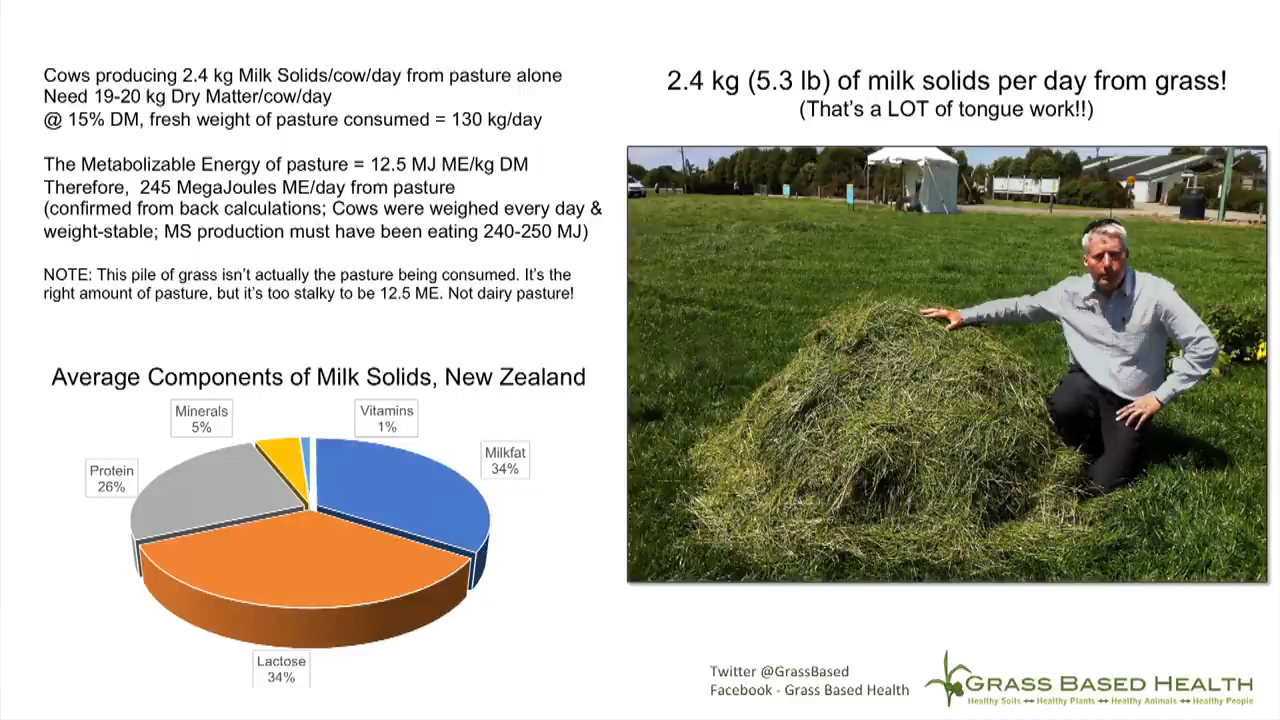 Cows producing 2.4 kg Milk Solids/cow/day from pasture alone
Need 19-20 kg Dry Matter/cow/day
@ 15% DM, fresh weight of pasture consumed = 130 kg/day
The Metabolizable Energy of pasture = 12.5 MJ ME/kg DM
Therefore, 245 MegaJoules ME/day from pasture
(confirmed from back calculations; Cows were weighed every day &
weight-stable; MS production must have been eating 240-250 MJ)
NOTE: This pile of grass isn't actually the pasture being consumed. It's the
right amount of pasture, but it's too stalky to be 12.5 ME. Not dairy pasture!
Average Components of Milk Solids, New Zealand
Minerals
5%
Vitamins
1%
Milkfat
34%
Protein
26%
Lactose
34%
2.4 kg (5.3 lb) of milk solids per day from grass!
(That's a LOT of tongue work!!)
Twitter @GrassBased
Facebook - Grass Based Health
GRASS BASED HEALTH
Healthy Soils ↔ Healthy Plants ↔ Healthy Animals ↔ Healthy People